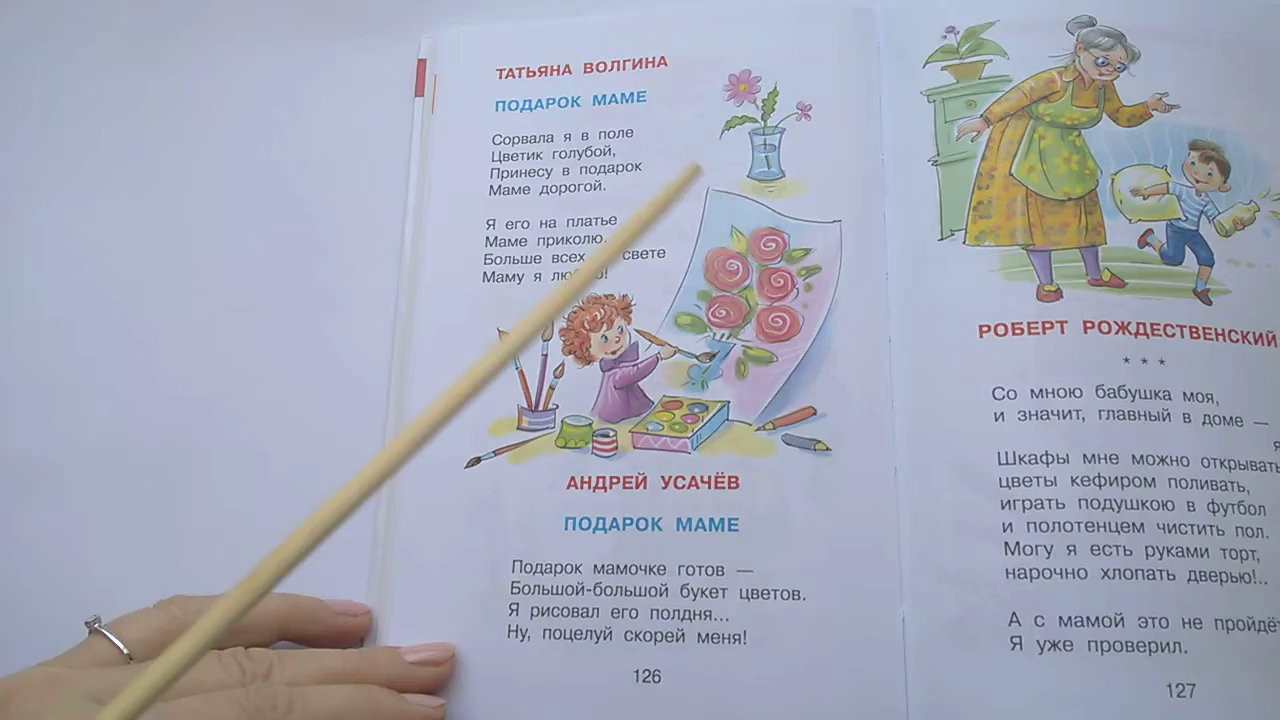 ТАТЬЯНА ВОЛГИНА
ПОДАРОК МАМЕ
Сорвала я в поле
Цветик голубой,
Принесу в подарок
Маме дорогой.
Я его на платье
Маме приколю.
Больше всех свете
Маму я
АНДРЕЙ УСАЧЁВ
ПОДАРОК МАМЕ
Подарок мамочке готов —
Большой-большой букет цветов.
Я рисовал его полдня...
Ну, поцелуй скорей меня!
126
РОБЕРТ РОЖДЕСТВЕНСКИЙ
* * *
Со мною бабушка моя,
и значит, главный в доме —
я
Шкафы мне можно открывать
цветы кефиром поливать,
играть подушкою в футбол
и полотенцем чистить пол.
Могу я есть руками торт,
нарочно хлопать дверью!..
А с мамой это не пройдёт
Я уже проверил.
127